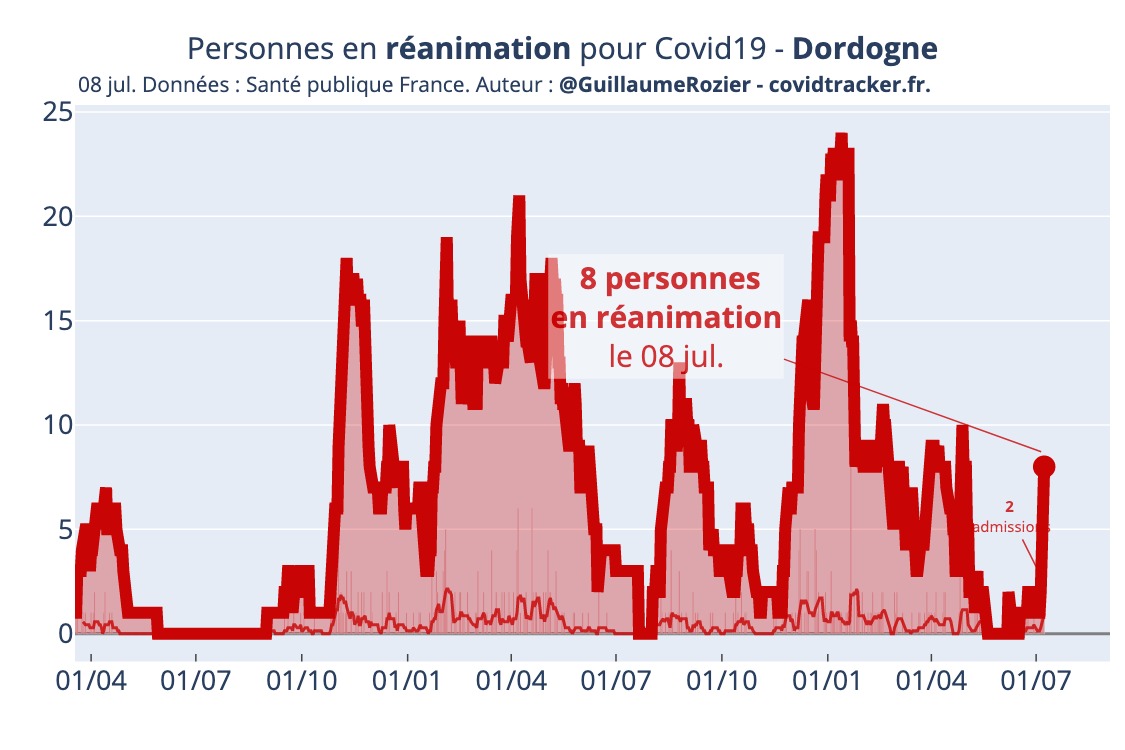 Personnes en réanimation pour Covid19 - Dordogne
08 jul. Données : Santé publique France. Auteur : @GuillaumeRozier - covidtracker.fr.
25
20
15
10
5
0
8 personnes
en réanimation
le 08 jul.
2
admissions
01/04 01/07 01/10 01/01 01/04 01/07 01/10 01/01 01/04 01/07